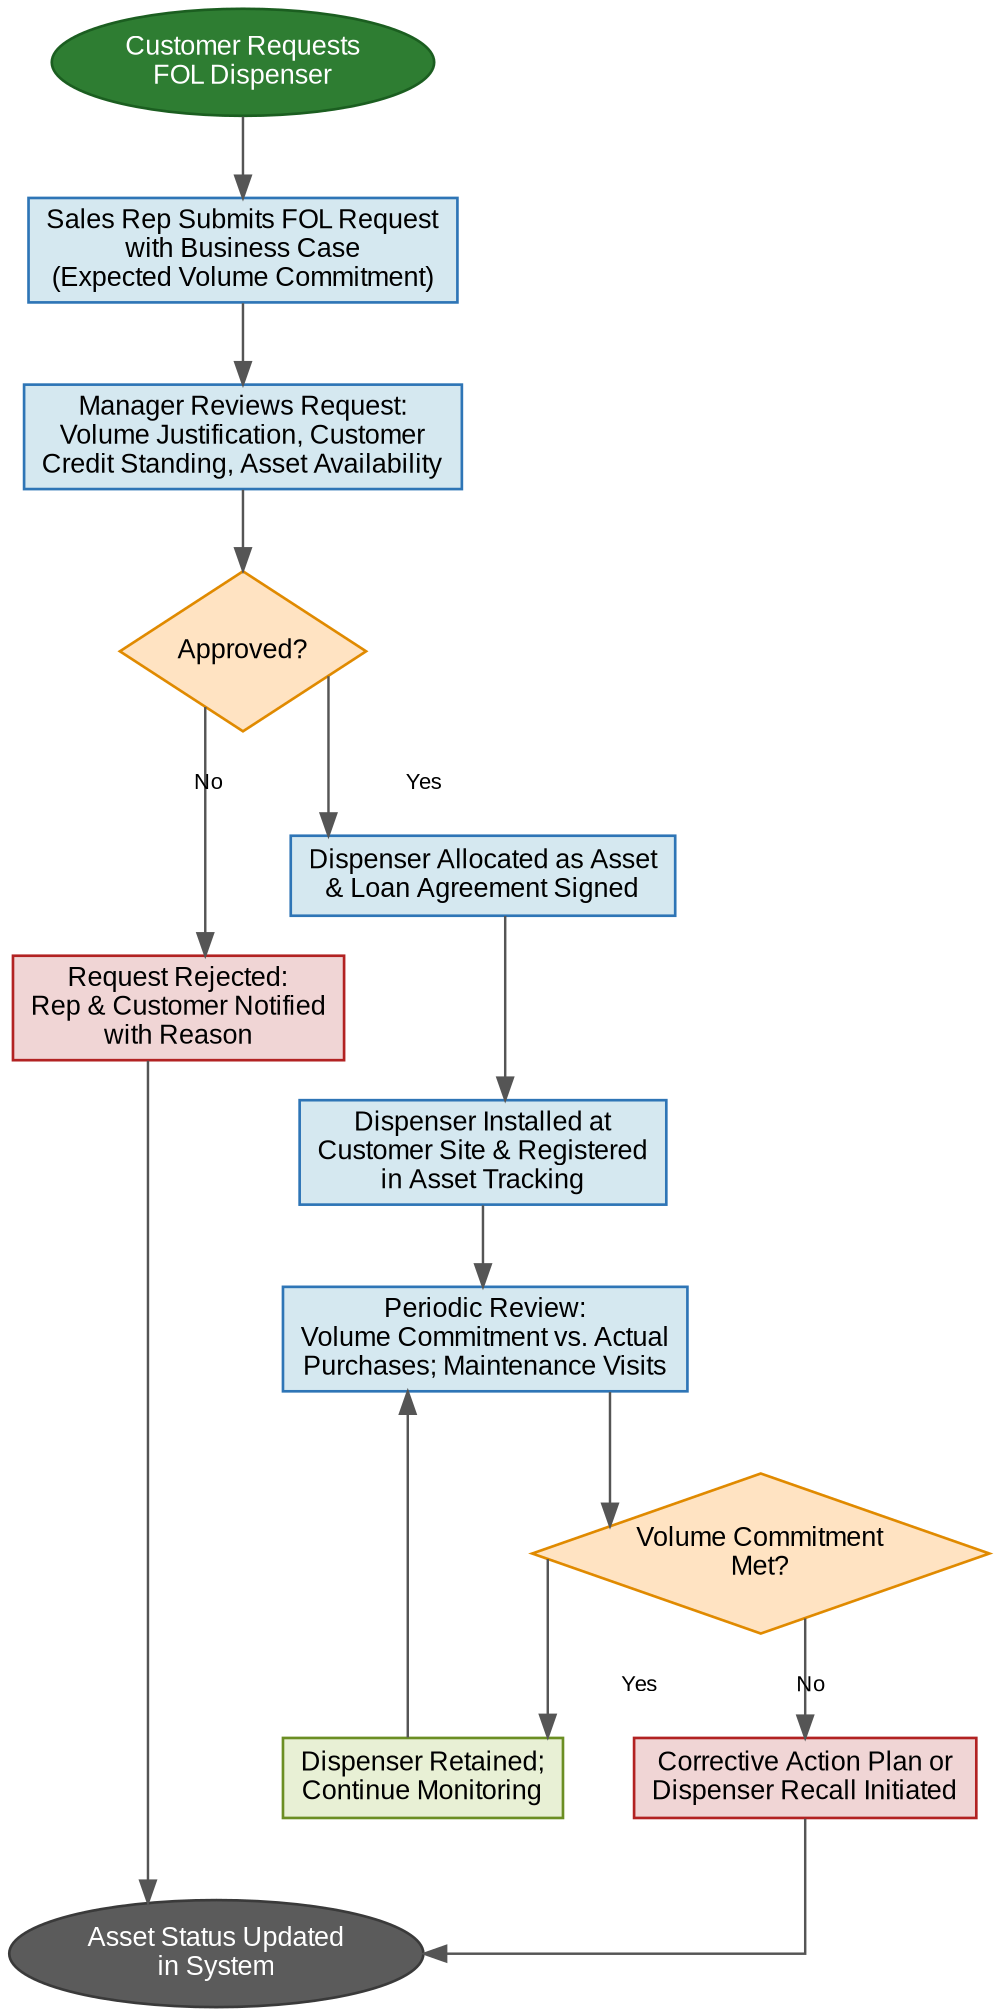 Customer Requests
FOL Dispenser
Sales Rep Submits FOL Request
with Business Case
(Expected Volume Commitment)
Manager Reviews Request:
Volume Justification, Customer
Credit Standing, Asset Availability
Approved?
No
Yes
Dispenser Allocated as Asset
& Loan Agreement Signed
Request Rejected:
Rep & Customer Notified
with Reason
Dispenser Installed at
Customer Site & Registered
in Asset Tracking
Periodic Review:
Volume Commitment vs. Actual
Purchases; Maintenance Visits
Volume Commitment
Met?
Yes
No
Dispenser Retained;
Continue Monitoring
Corrective Action Plan or
Dispenser Recall Initiated
Asset Status Updated
in System